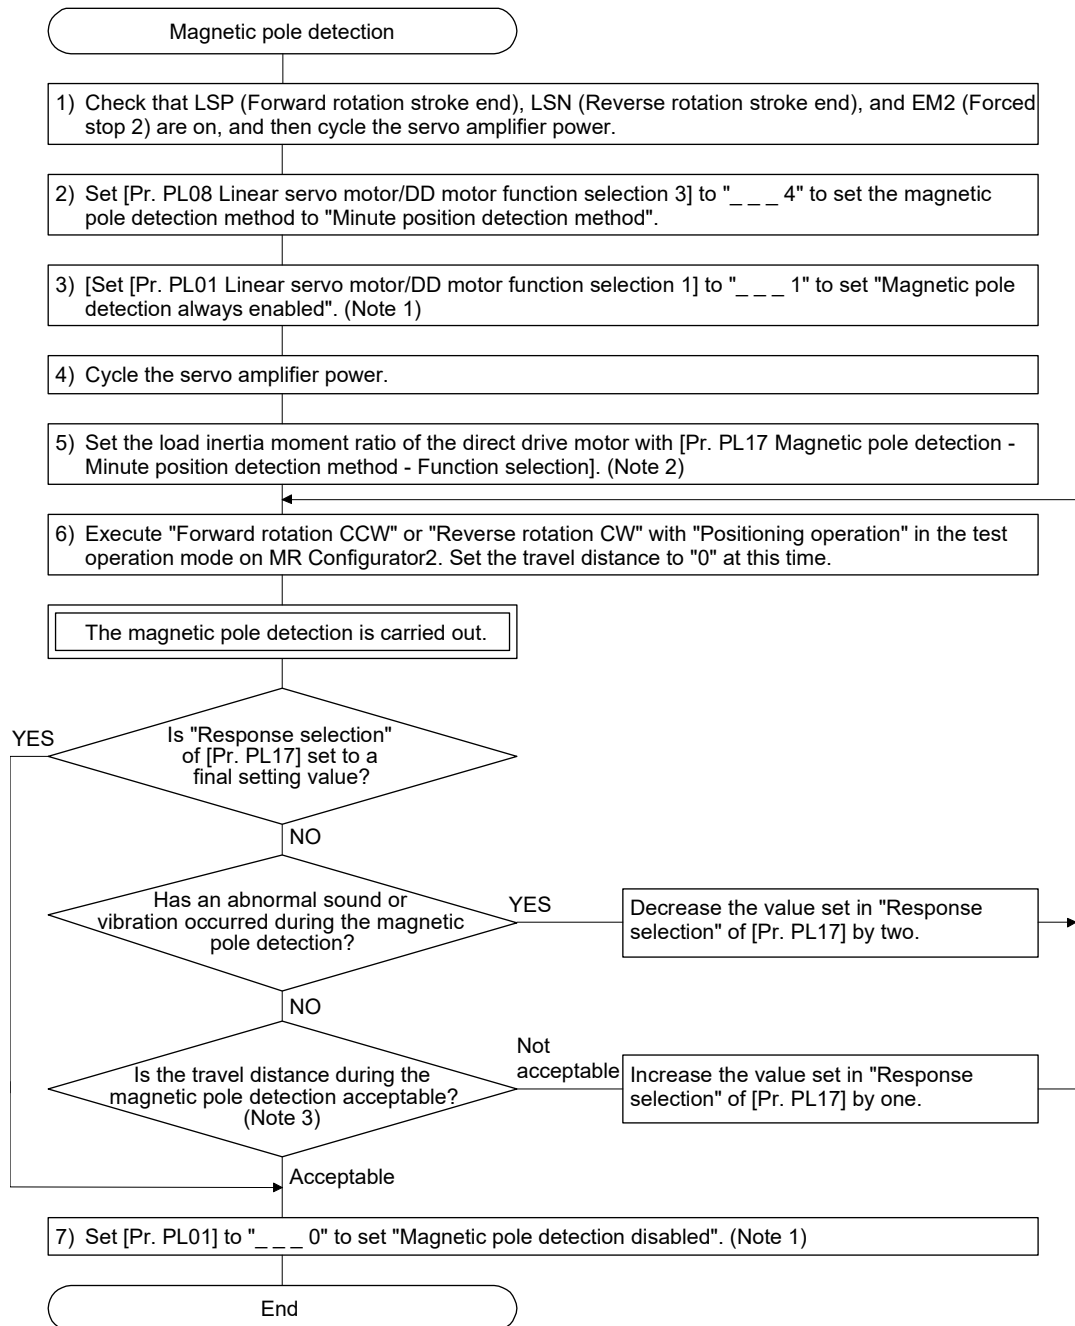 Magnetic pole detection
1) Check that LSP (Forward rotation stroke end), LSN (Reverse rotation stroke end), and EM2 (Forced
stop 2) are on, and then cycle the servo amplifier power.
2) Set [Pr. PL08 Linear servo motor/DD motor function selection 3] to "_ _ _ 4" to set the magnetic
pole detection method to "Minute position detection method".
3) [Set [Pr. PL01 Linear servo motor/DD motor function selection 1] to "_ _ _ 1" to set "Magnetic pole
detection always enabled". (Note 1)
4) Cycle the servo amplifier power.
5) Set the load inertia moment ratio of the direct drive motor with [Pr. PL17 Magnetic pole detection -
Minute position detection method - Function selection]. (Note 2)
6) Execute "Forward rotation CCW" or "Reverse rotation CW" with "Positioning operation" in the test
operation mode on MR Configurator2. Set the travel distance to "0" at this time.
The magnetic pole detection is carried out.
YES
Is "Response selection"
of [Pr. PL17] set to a
final setting value?
NO
Has an abnormal sound or
vibration occurred during the magnetic
pole detection?
YES
Decrease the value set in "Response
selection" of [Pr. PL17] by two.
NO
Is the travel distance during the
magnetic pole detection acceptable?
(Note 3)
Not
acceptable
Increase the value set in "Response
selection" of [Pr. PL17] by one.
Acceptable
7) Set [Pr. PL01] to "_ _ _ 0" to set "Magnetic pole detection disabled". (Note 1)
End